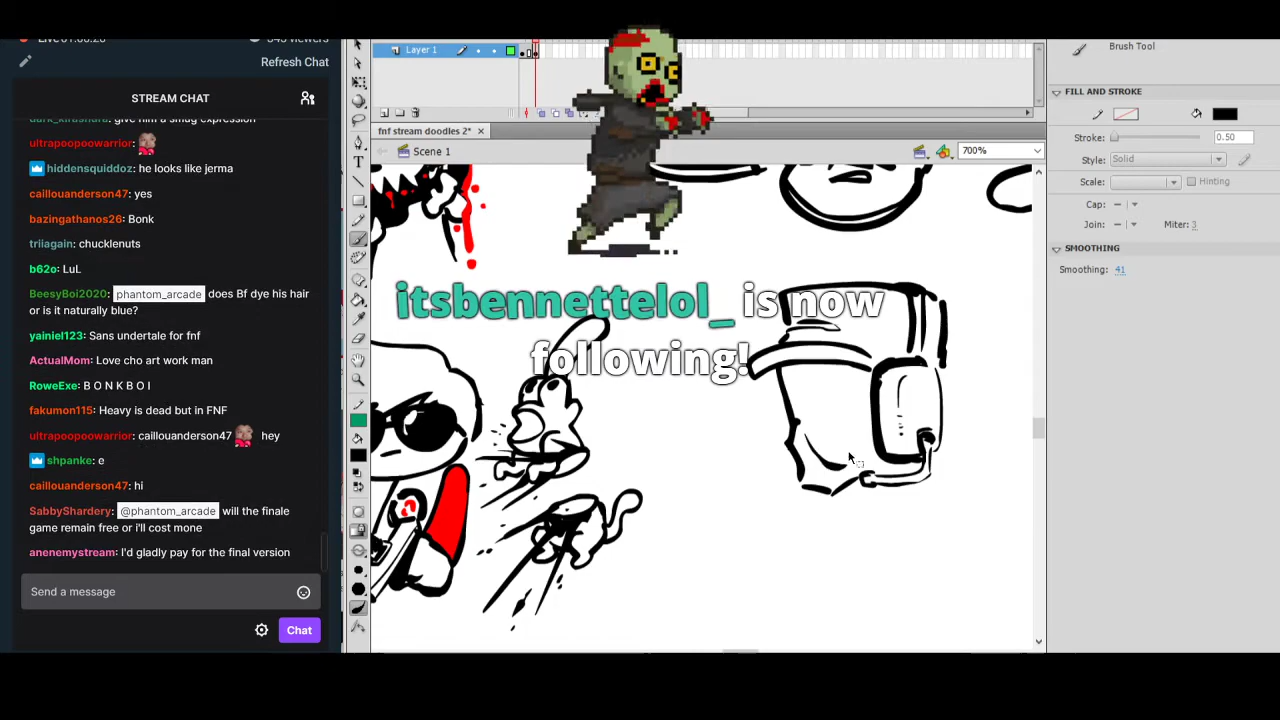 Refresh Chat
STREAM CHAT
dark_kirashura: give him a smug expression
ultrapoopoowarrior:
hiddensquiddoz: he looks like jerma
caillouanderson47: yes
bazingathanos26: Bonk
triiagain: chucklenuts
b62o: LuL
BeesyBoi2020: phantom_arcade does Bf dye his hair
or is it naturally blue?
yainiel123: Sans undertale for fnf
ActualMom: Love cho art work man
RoweExe: B O N K B O I
fakumon115: Heavy is dead but in FNF
ultrapoopoowarrior: caillouanderson47 hey
shpanke: e
caillouanderson47: hi
SabbyShardery: @phantom_arcade will the finale
game remain free or i'll cost mone
anenemystream: I'd gladly pay for the final version
Send a message
Chat
Layer 1
fnf stream doodles 2*
Scene 1
700%
itsbennettelol_ is now
following!
Brush Tool
FILL AND STROKE
Stroke: 0.50
Style: Solid
Scale: Hinting
Cap:
Join: Miter: 3
SMOOTHING
Smoothing: 41